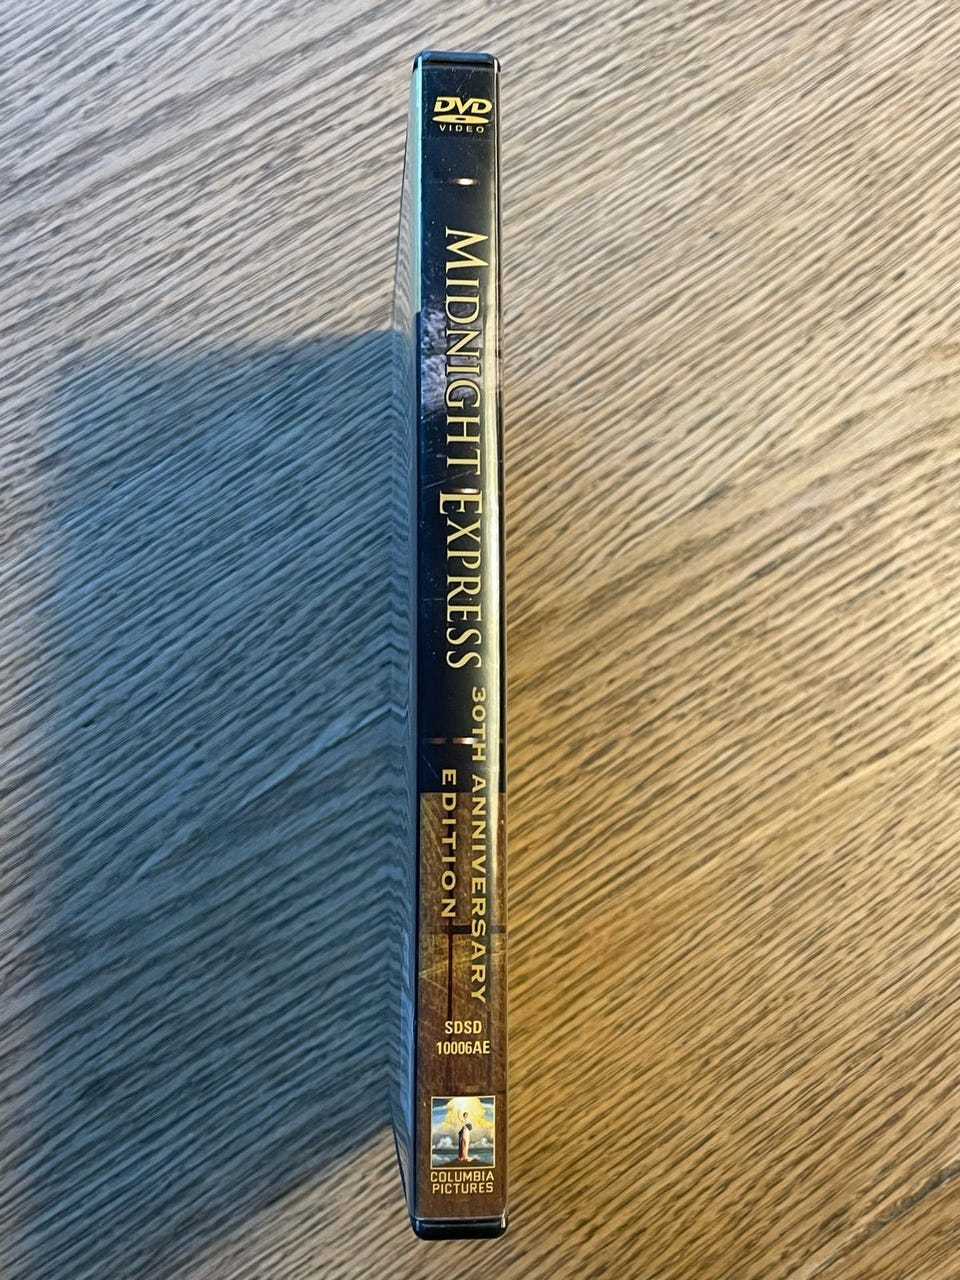 DVD
VIDEO
MIDNIGHT EXPRESS
30TH ANNIVERSARY
EDITION
SDSD
10006AE
COLUMBIA
PICTURES